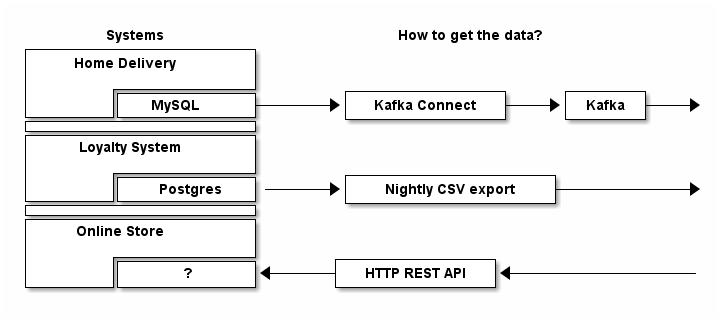 Systems
How to get the data?
Home Delivery
MySQL
Kafka Connect
Kafka
Loyalty System
Postgres
Nightly CSV export
Online Store
?
HTTP REST API